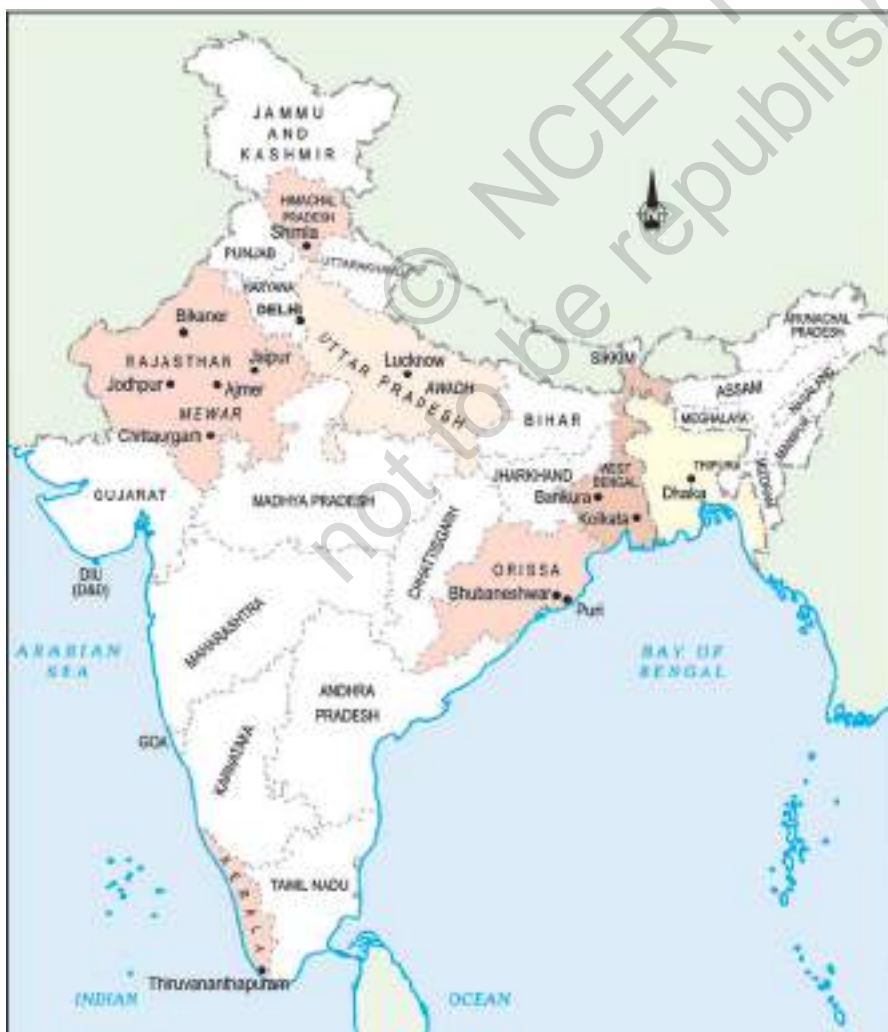 © NCERT
not to be republis
JAMMU
AND
KASHMIR
HIMACHAL
PRADESH
Shimla
N
PUNJAB
UTTARAKHAND
HARYANA
DELHI
ARUNACHAL
PRADESH
Bikaner
UTTAR PRADESH
Lucknow
SIKKIM
RAJASTHAN
Jaipur
AWADH
ASSAM
NAGALAND
Jodhpur
Ajmer
MEWAR
BIHAR
MEGHALAYA
MANIPUR
Chittaurgarh
JHARKHAND
WEST
BENGAL
TRIPURA
MIZORAM
GUJARAT
MADHYA PRADESH
Bankura
Dhaka
Kolkata
CHHATTISGARH
DIU
(D&D)
ORISSA
Bhubaneshwar
Puri
MAHARASHTRA
ARABIAN
SEA
BAY OF
BENGAL
ANDHRA
PRADESH
GOA
KARNATAKA
KERALA
TAMIL NADU
Thiruvananthapuram
INDIAN
OCEAN